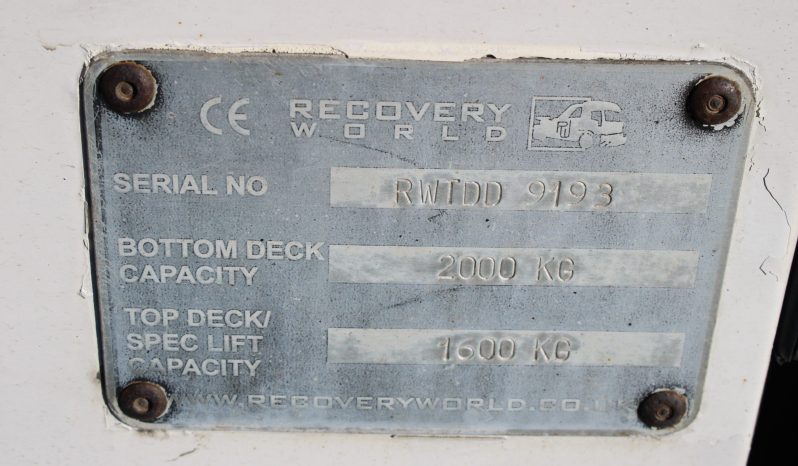 CE RECOVERY
WORLD
SERIAL NO RWTDD 9193
BOTTOM DECK
CAPACITY 2000 KG
TOP DECK/
SPEC LIFT 1600 KG
CAPACITY
WWW.RECOVERYWORLD.CO.UK